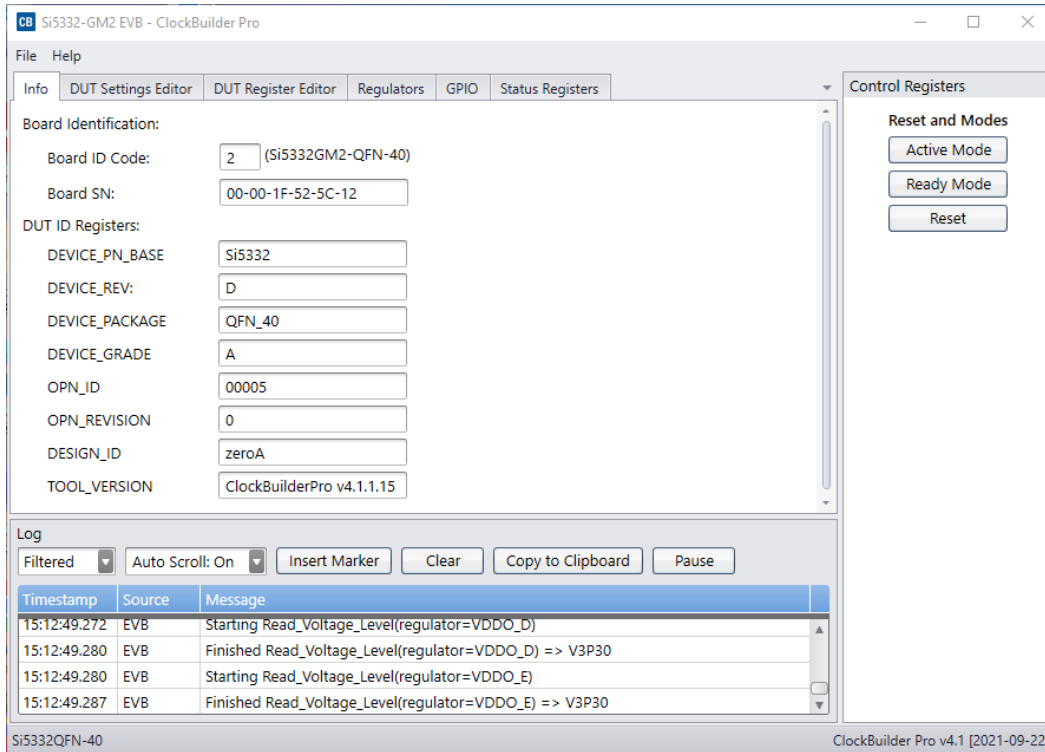 CB Si5332-GM2 EVB - ClockBuilder Pro
File Help
Info DUT Settings Editor DUT Register Editor Regulators GPIO Status Registers
Control Registers
Board Identification:
Board ID Code: 2 (Si5332GM2-QFN-40)
Board SN: 00-00-1F-52-5C-12
DUT ID Registers:
DEVICE_PN_BASE Si5332
DEVICE_REV: D
DEVICE_PACKAGE QFN_40
DEVICE_GRADE A
OPN_ID 00005
OPN_REVISION 0
DESIGN_ID zeroA
TOOL_VERSION ClockBuilderPro v4.1.1.15
Reset and Modes
Active Mode
Ready Mode
Reset
Log
Filtered Auto Scroll: On Insert Marker Clear Copy to Clipboard Pause
Timestamp Source Message
15:12:49.272 EVB Starting Read_Voltage_Level(regulator=VDDO_D)
15:12:49.280 EVB Finished Read_Voltage_Level(regulator=VDDO_D) => V3P30
15:12:49.280 EVB Starting Read_Voltage_Level(regulator=VDDO_E)
15:12:49.287 EVB Finished Read_Voltage_Level(regulator=VDDO_E) => V3P30
Si5332QFN-40 ClockBuilder Pro v4.1 [2021-09-22